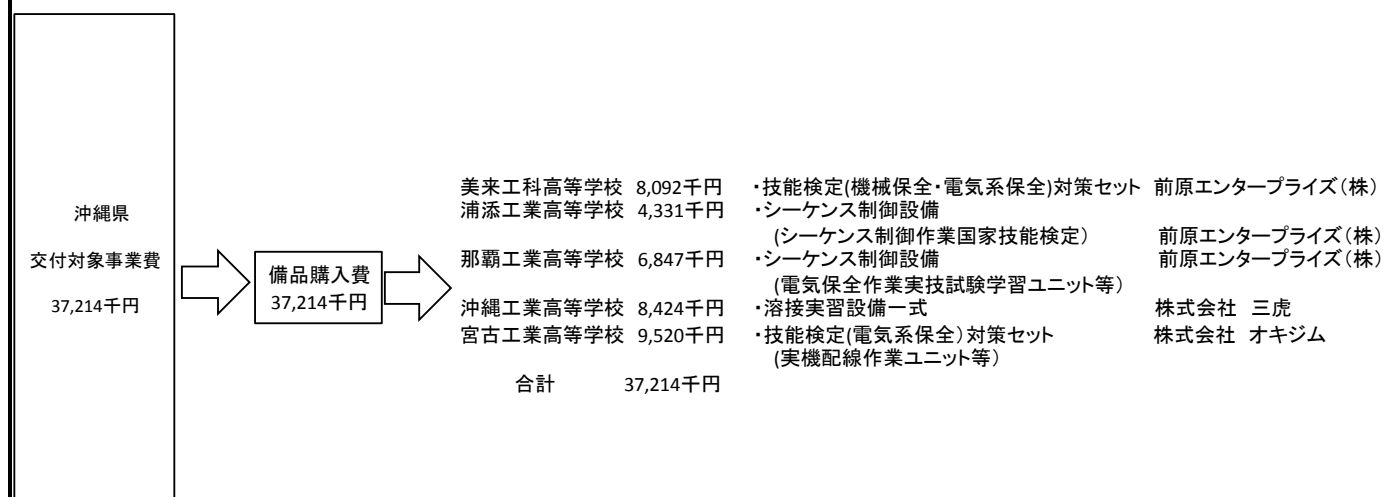 沖縄県
交付対象事業費
37,214千円
備品購入費
37,214千円
美来工科高等学校 8,092千円 ・技能検定(機械保全・電気系保全)対策セット 前原エンタープライズ(株)
浦添工業高等学校 4,331千円 ・シーケンス制御設備
(シーケンス制御作業国家技能検定) 前原エンタープライズ(株)
那覇工業高等学校 6,847千円 ・シーケンス制御設備 前原エンタープライズ(株)
(電気保全作業実技試験学習ユニット等)
沖縄工業高等学校 8,424千円 ・溶接実習設備一式 株式会社 三虎
宮古工業高等学校 9,520千円 ・技能検定(電気系保全)対策セット 株式会社 オキジム
(実機配線作業ユニット等)
合計 37,214千円